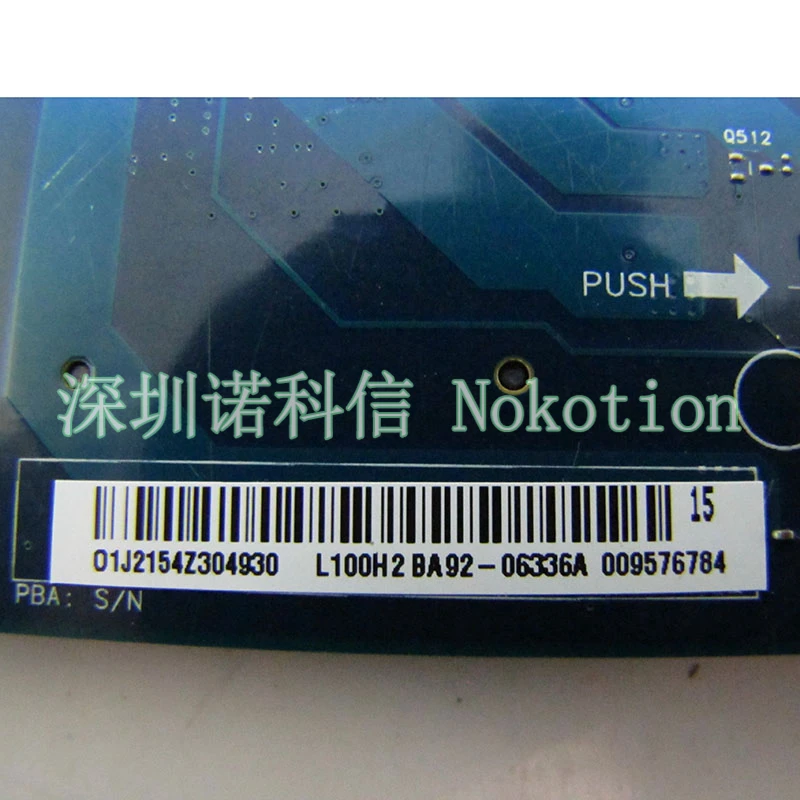 Q512
PUSH
深圳诺科信 Nokotion
15
01J2154Z304930 L100H2 BA92-06336A 009576784
PBA: S/N